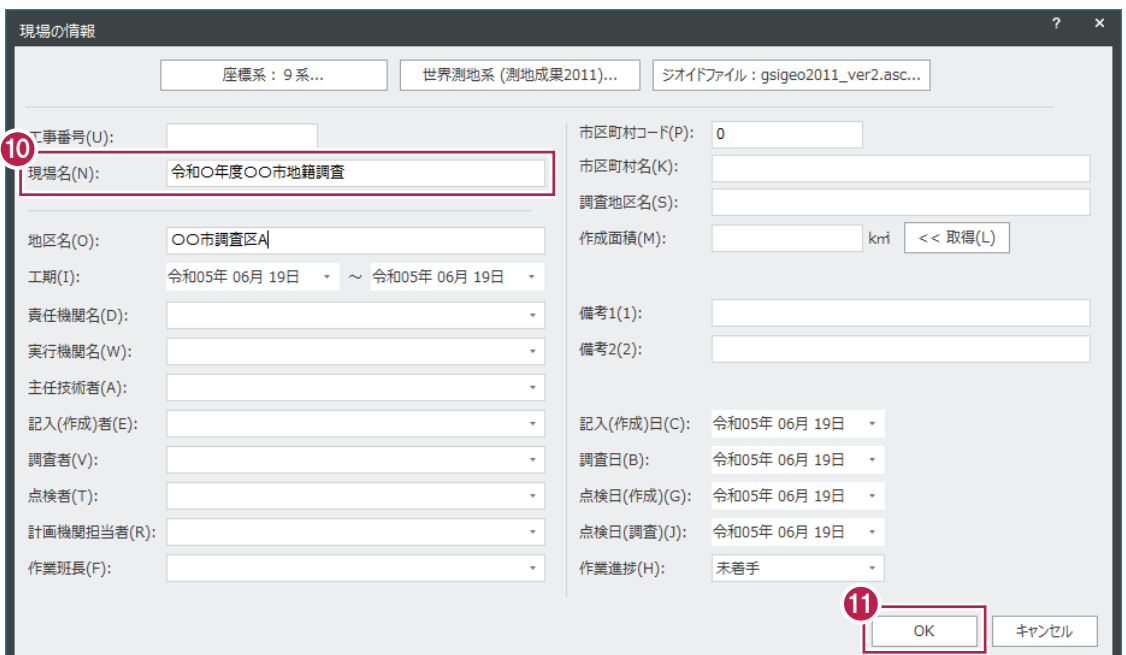 現場の情報
? ×
座標系：9系...
世界測地系 (測地成果2011)...
ジオイドファイル：gsigeo2011_ver2.asc...
工事番号(U):
⑩
現場名(N): 令和〇年度〇〇市地籍調査
地区名(O): 〇〇市調査区A
工期(I): 令和05年 06月 19日 ～ 令和05年 06月 19日
責任機関名(D):
実行機関名(W):
主任技術者(A):
記入(作成)者(E):
調査者(V):
点検者(T):
計画機関担当者(R):
作業班長(F):
市区町村コード(P): 0
市区町村名(K):
調査地区名(S):
作成面積(M): k㎡ << 取得(L)
備考1(1):
備考2(2):
記入(作成)日(C): 令和05年 06月 19日
調査日(B): 令和05年 06月 19日
点検日(作成)(G): 令和05年 06月 19日
点検日(調査)(J): 令和05年 06月 19日
作業進捗(H): 未着手
⑪
OK キャンセル